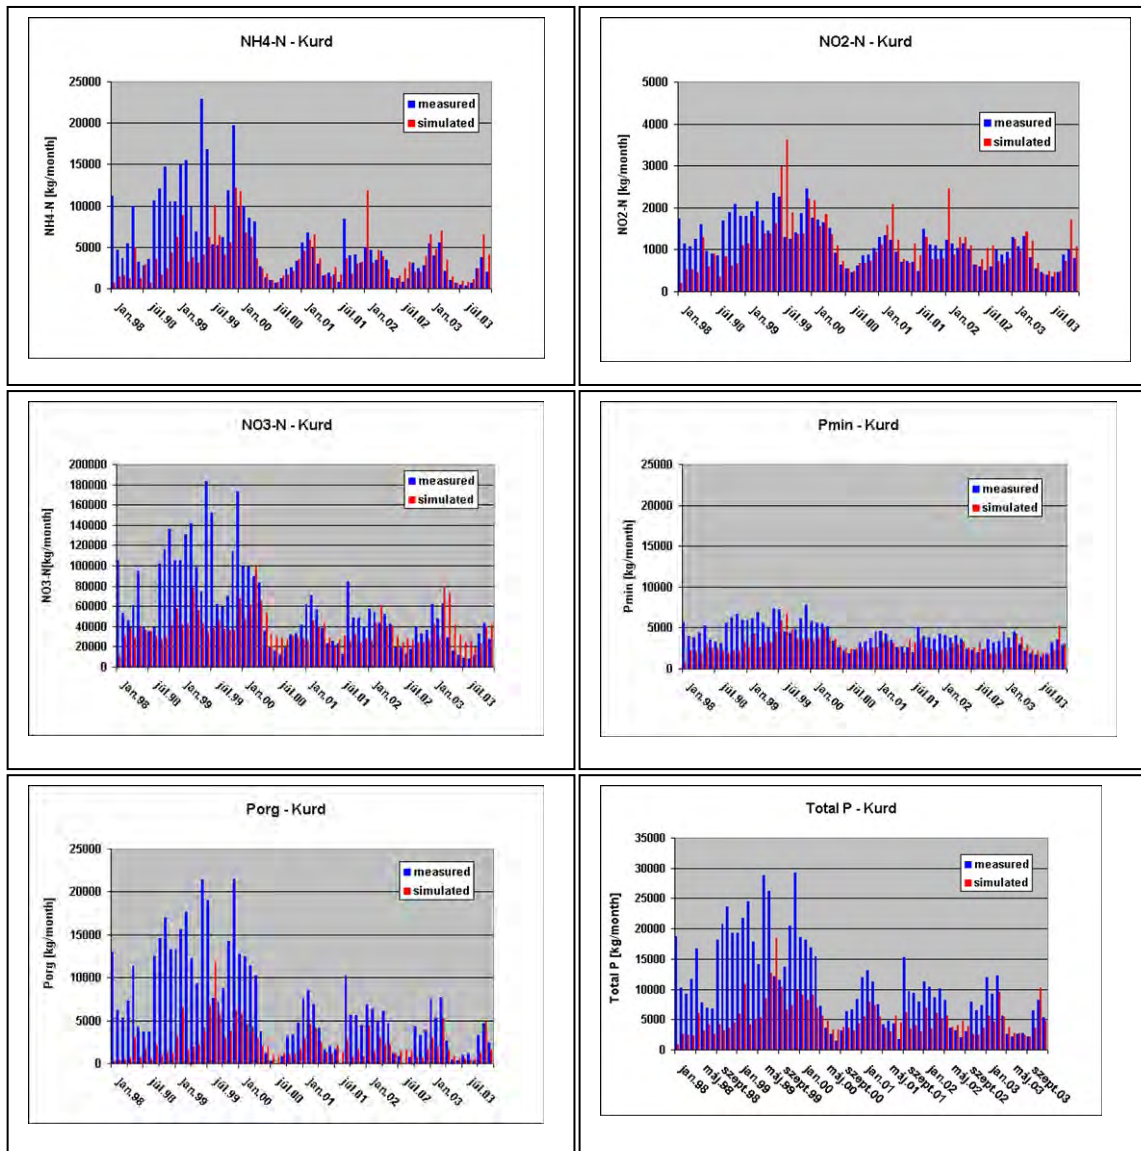 NH4-N - Kurd
25000
20000
15000
10000
5000
0
NH4-N [kg/month]
measured
simulated
jan.98
júl.98
jan.99
júl.99
jan.00
júl.00
jan.01
júl.01
jan.02
júl.02
jan.03
júl.03
NO2-N - Kurd
5000
4000
3000
2000
1000
0
NO2-N [kg/month]
measured
simulated
jan.98
júl.98
jan.99
júl.99
jan.00
júl.00
jan.01
júl.01
jan.02
júl.02
jan.03
júl.03
NO3-N - Kurd
200000
180000
160000
140000
120000
100000
80000
60000
40000
20000
0
NO3-N[kg/month]
measured
simulated
jan.98
júl.98
jan.99
júl.99
jan.00
júl.00
jan.01
júl.01
jan.02
júl.02
jan.03
júl.03
Pmin - Kurd
25000
20000
15000
10000
5000
0
Pmin [kg/month]
measured
simulated
jan.98
júl.98
jan.99
júl.99
jan.00
júl.00
jan.01
júl.01
jan.02
júl.02
jan.03
júl.03
Porg - Kurd
25000
20000
15000
10000
5000
0
Porg [kg/month]
measured
simulated
jan.98
júl.98
jan.99
júl.99
jan.00
júl.00
jan.01
júl.01
jan.02
júl.02
jan.03
júl.03
Total P - Kurd
35000
30000
25000
20000
15000
10000
5000
0
Total P [kg/month]
measured
simulated
jan.98
máj.98
szept.98
jan.99
máj.99
szept.99
jan.00
máj.00
szept.00
jan.01
máj.01
szept.01
jan.02
máj.02
szept.02
jan.03
máj.03
szept.03